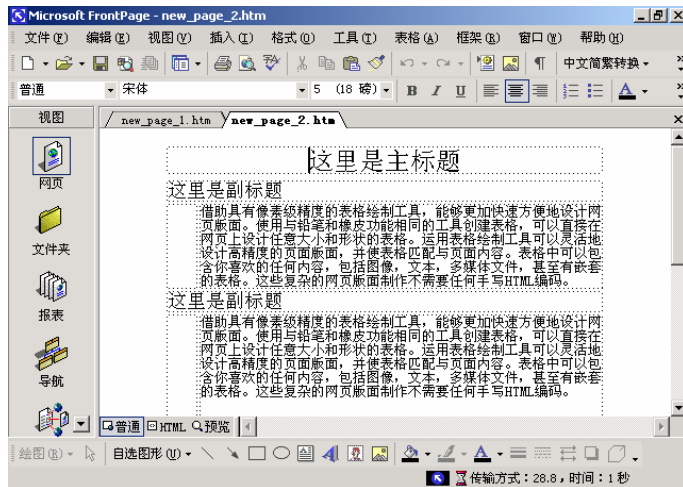 Microsoft FrontPage - new_page_2.htm
文件(F) 编辑(E) 视图(V) 插入(I) 格式(O) 工具(T) 表格(A) 框架(R) 窗口(W) 帮助(H)
中文简繁转换
普通 宋体 5 (18 磅) B I U A
视图 new_page_1.htm new_page_2.htm
网页
文件夹
报表
导航
这里是主标题
这里是副标题
借助具有像素级精度的表格绘制工具，能够更加快速方便地设计网
页版面。使用与铅笔和橡皮功能相同的工具创建表格，可以直接在
网页上设计任意大小和形状的表格。运用表格绘制工具可以灵活地
设计高精度的页面版面，并使表格匹配与页面内容。表格中可以包
含你喜欢的任何内容，包括图像，文本，多媒体文件，甚至有嵌套
的表格。这些复杂的网页版面制作不需要任何手写HTML编码。
这里是副标题
借助具有像素级精度的表格绘制工具，能够更加快速方便地设计网
页版面。使用与铅笔和橡皮功能相同的工具创建表格，可以直接在
网页上设计任意大小和形状的表格。运用表格绘制工具可以灵活地
设计高精度的页面版面，并使表格匹配与页面内容。表格中可以包
含你喜欢的任何内容，包括图像，文本，多媒体文件，甚至有嵌套
的表格。这些复杂的网页版面制作不需要任何手写HTML编码。
普通 HTML 预览
绘图(R) 自选图形(U) A
传输方式：28.8，时间：1 秒